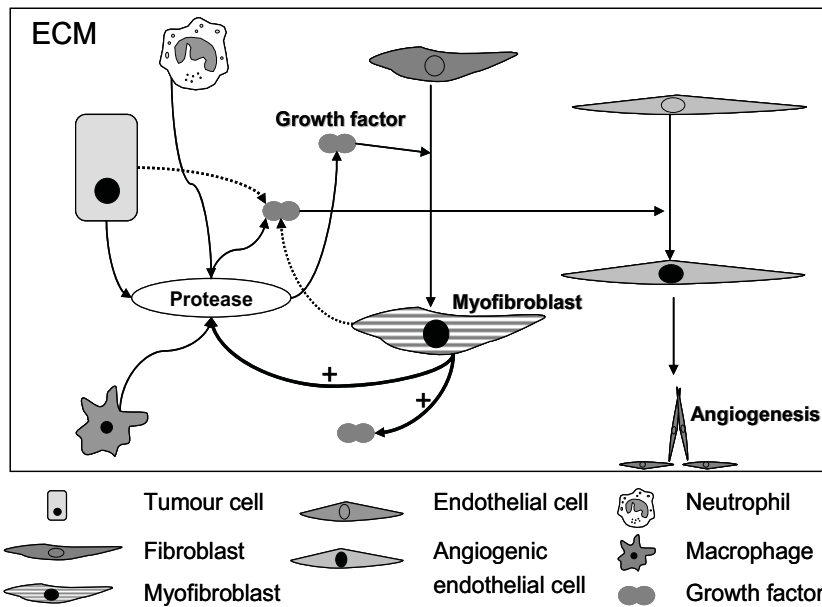 ECM
Growth factor
Protease
Myofibroblast
+
+
Angiogenesis
Tumour cell
Endothelial cell
Neutrophil
Fibroblast
Angiogenic
endothelial cell
Macrophage
Myofibroblast
Growth factor